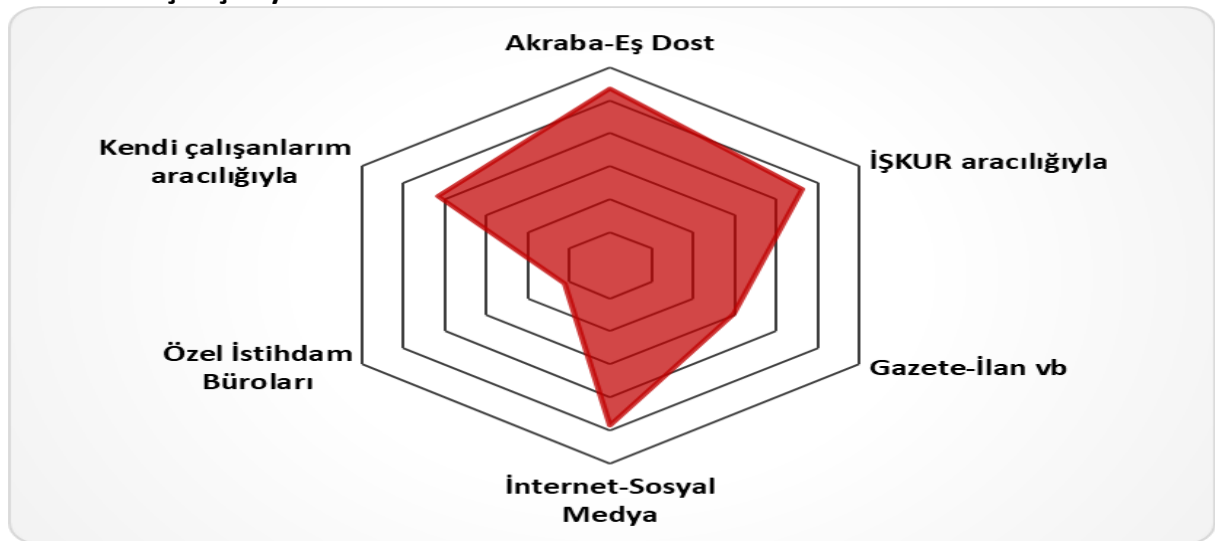 Akraba-Eş Dost
Kendi çalışanlarım
aracılığıyla
İŞKUR aracılığıyla
Özel İstihdam
Büroları
Gazete-İlan vb
İnternet-Sosyal
Medya